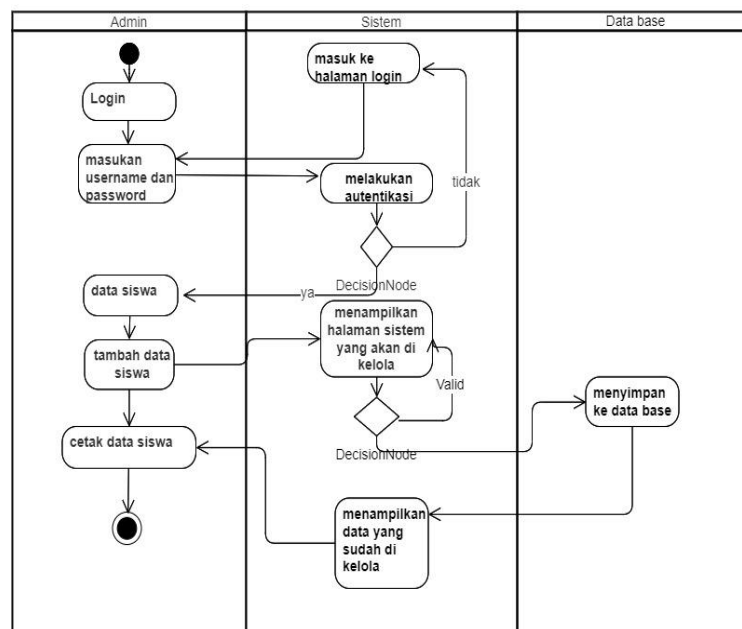 Admin
Sistem
Data base
masuk ke
halaman login
Login
masukan
username dan
password
melakukan
autentikasi
tidak
DecisionNode
ya
data siswa
menampilkan
halaman sistem
yang akan di
kelola
tambah data
siswa
Valid
menyimpan
ke data base
DecisionNode
cetak data siswa
menampilkan
data yang
sudah di
kelola